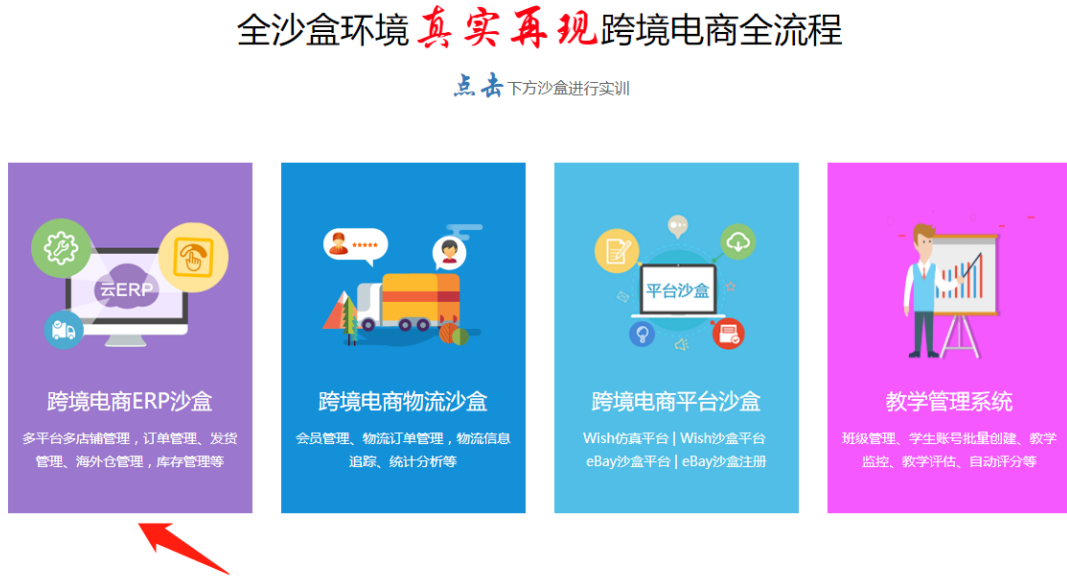 全沙盒环境真实再现跨境电商全流程
点击下方沙盒进行实训
云ERP
平台沙盒
跨境电商ERP沙盒
多平台多店铺管理，订单管理、发货
管理、海外仓管理，库存管理等
跨境电商物流沙盒
会员管理、物流订单管理，物流信息
追踪、统计分析等
跨境电商平台沙盒
Wish仿真平台 | Wish沙盒平台
eBay沙盒平台 | eBay沙盒注册
教学管理系统
班级管理、学生账号批量创建、教学
监控、教学评估、自动评分等